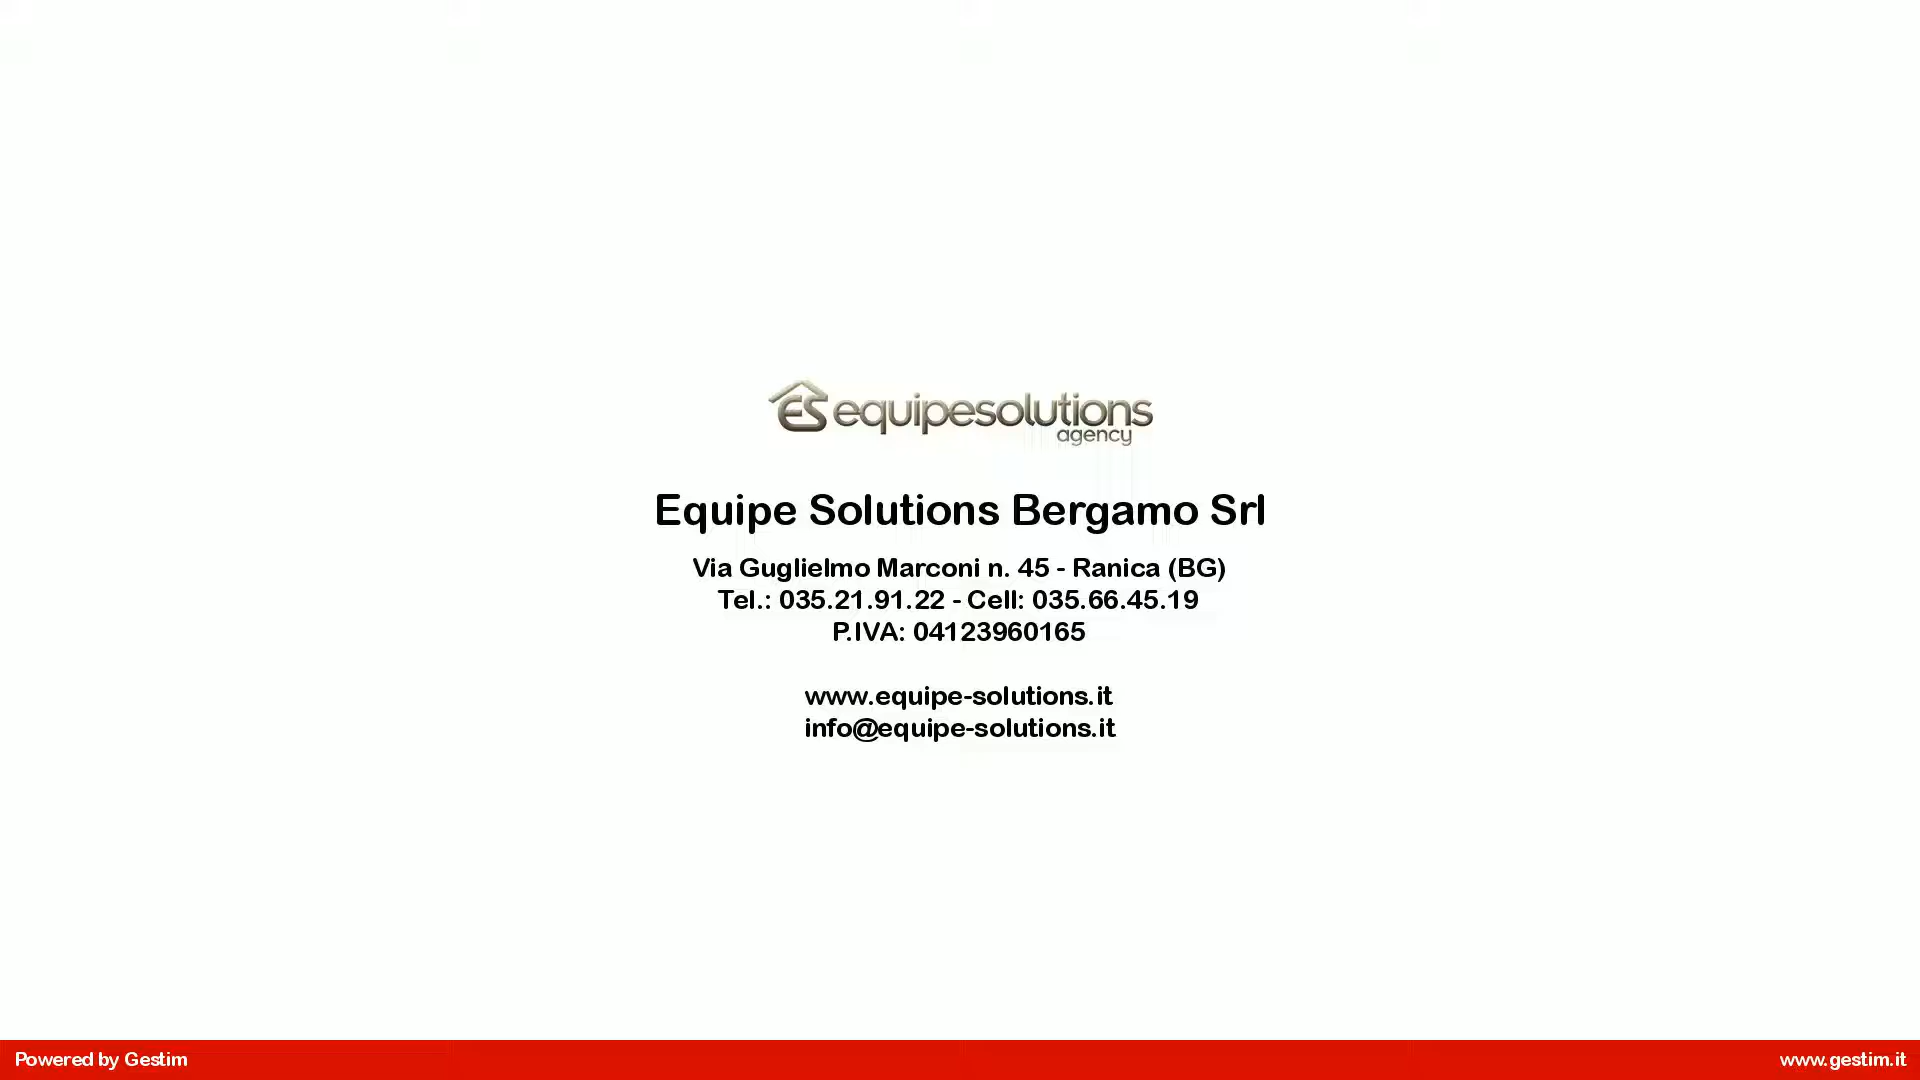 ES equipesolutions
agency
Equipe Solutions Bergamo Srl
Via Guglielmo Marconi n. 45 - Ranica (BG)
Tel.: 035.21.91.22 - Cell: 035.66.45.19
P.IVA: 04123960165
www.equipe-solutions.it
info@equipe-solutions.it
Powered by Gestim
www.gestim.it